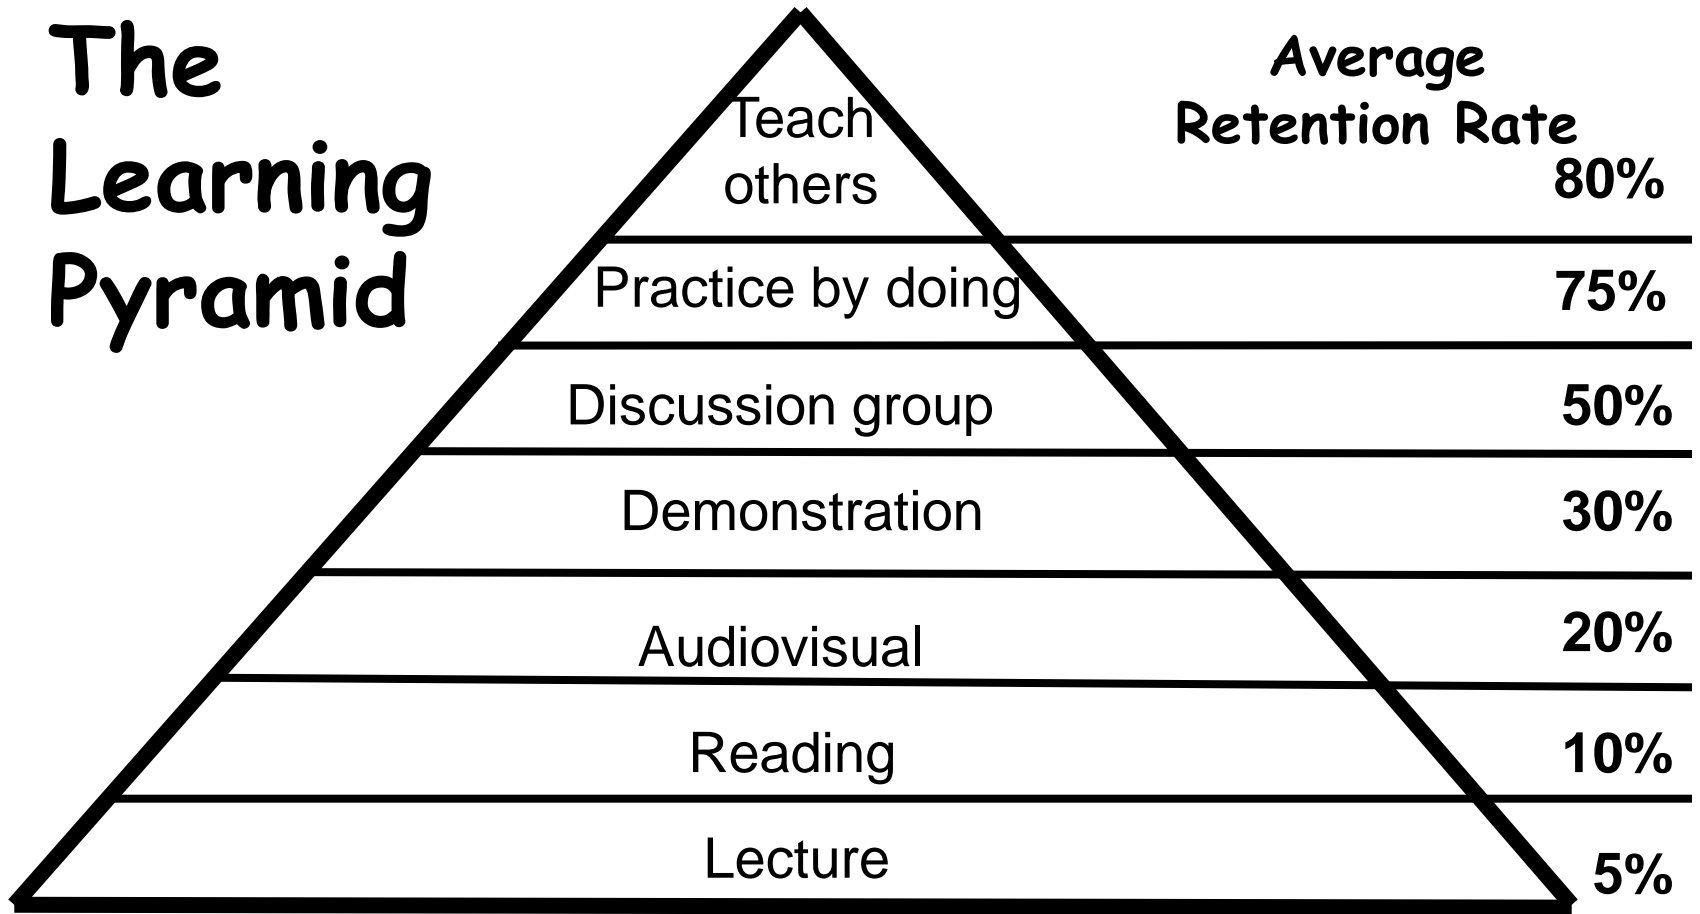 The
Learning
Pyramid
Average
Retention Rate
Teach
others
80%
Practice by doing
75%
Discussion group
50%
Demonstration
30%
Audiovisual
20%
Reading
10%
Lecture
5%